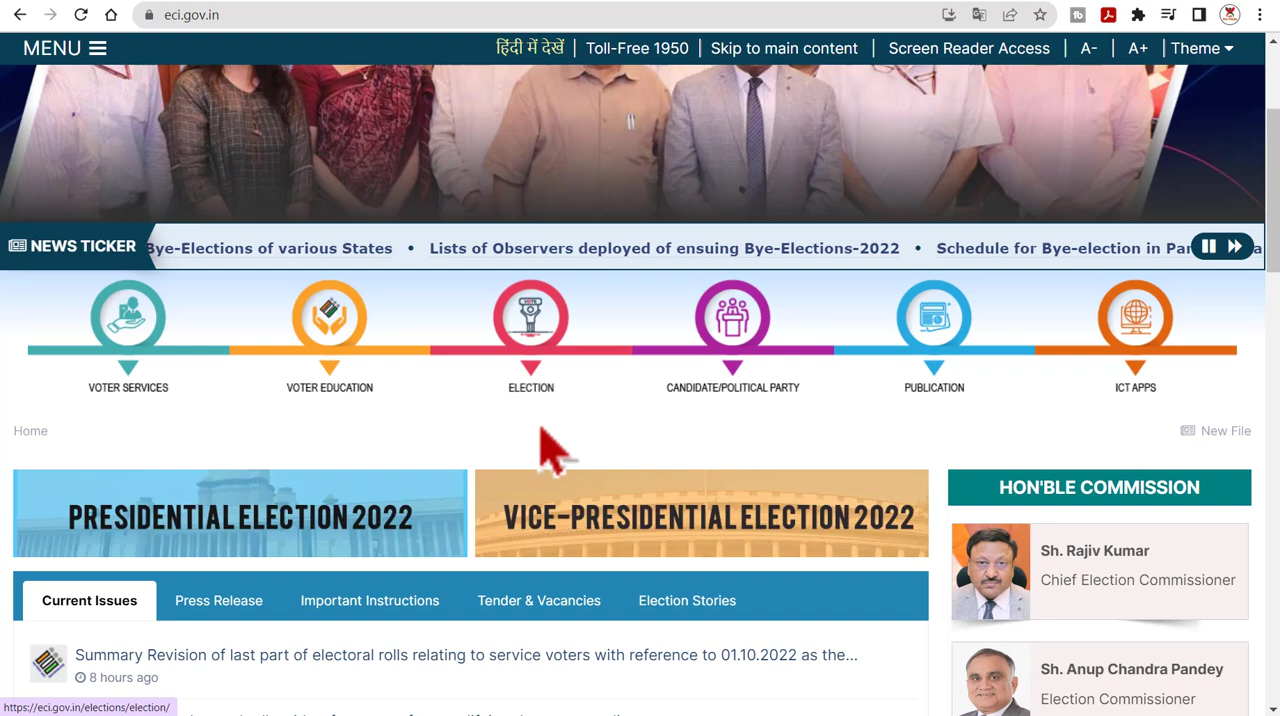 eci.gov.in
MENU
हिंदी में देखें | Toll-Free 1950 | Skip to main content | Screen Reader Access | A- | A+ | Theme
NEWS TICKER
Bye-Elections of various States • Lists of Observers deployed of ensuing Bye-Elections-2022 • Schedule for Bye-election in
VOTER SERVICES
VOTER EDUCATION
ELECTION
CANDIDATE/POLITICAL PARTY
PUBLICATION
ICT APPS
Home
New File
PRESIDENTIAL ELECTION 2022
VICE-PRESIDENTIAL ELECTION 2022
HON'BLE COMMISSION
Sh. Rajiv Kumar
Chief Election Commissioner
Sh. Anup Chandra Pandey
Election Commissioner
Current Issues
Press Release
Important Instructions
Tender & Vacancies
Election Stories
Summary Revision of last part of electoral rolls relating to service voters with reference to 01.10.2022 as the...
8 hours ago
https://eci.gov.in/elections/election/